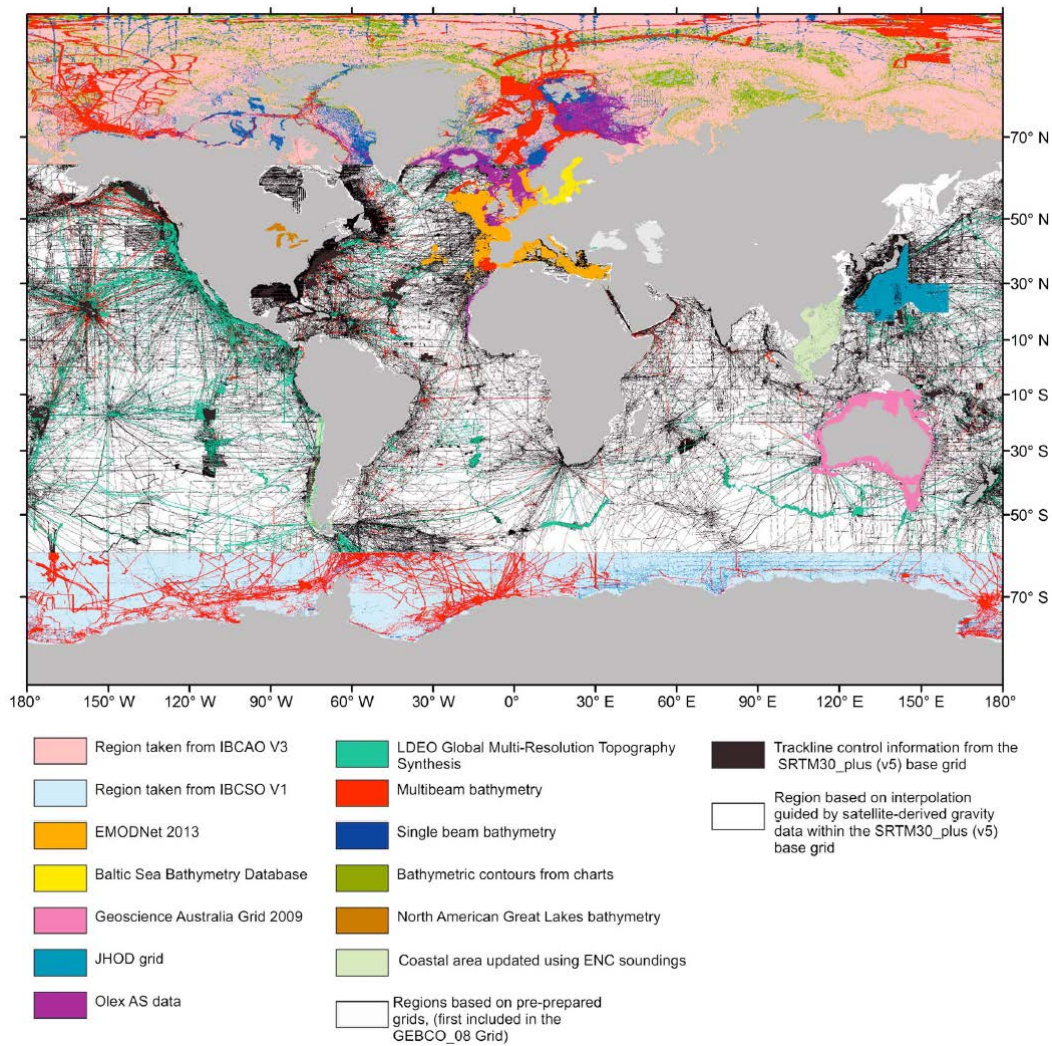 70° N
50° N
30° N
10° N
10° S
30° S
50° S
70° S
180° 150° W 120° W 90° W 60° W 30° W 0° 30° E 60° E 90° E 120° E 150° E 180°
Region taken from IBCAO V3
Region taken from IBCSO V1
EMODNet 2013
Baltic Sea Bathymetry Database
Geoscience Australia Grid 2009
JHOD grid
Olex AS data
LDEO Global Multi-Resolution Topography
Synthesis
Multibeam bathymetry
Single beam bathymetry
Bathymetric contours from charts
North American Great Lakes bathymetry
Coastal area updated using ENC soundings
Regions based on pre-prepared
grids, (first included in the
GEBCO_08 Grid)
Trackline control information from the
SRTM30_plus (v5) base grid
Region based on interpolation
guided by satellite-derived gravity
data within the SRTM30_plus (v5)
base grid